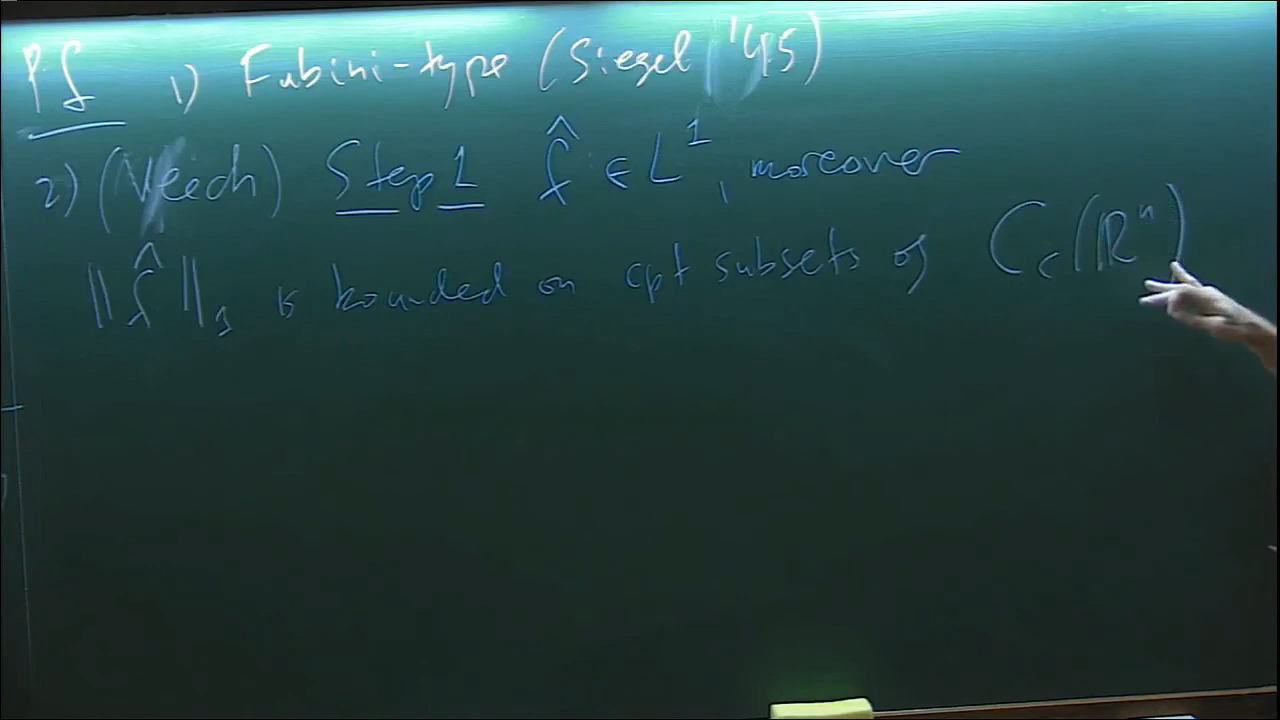 Pf 1) Fubini-type (Siegel '45)
2) (Veech) Step 1 f̂ ∈ L¹, moreover
‖f̂‖₁ is bounded on cpt subsets of C_c(ℝⁿ)